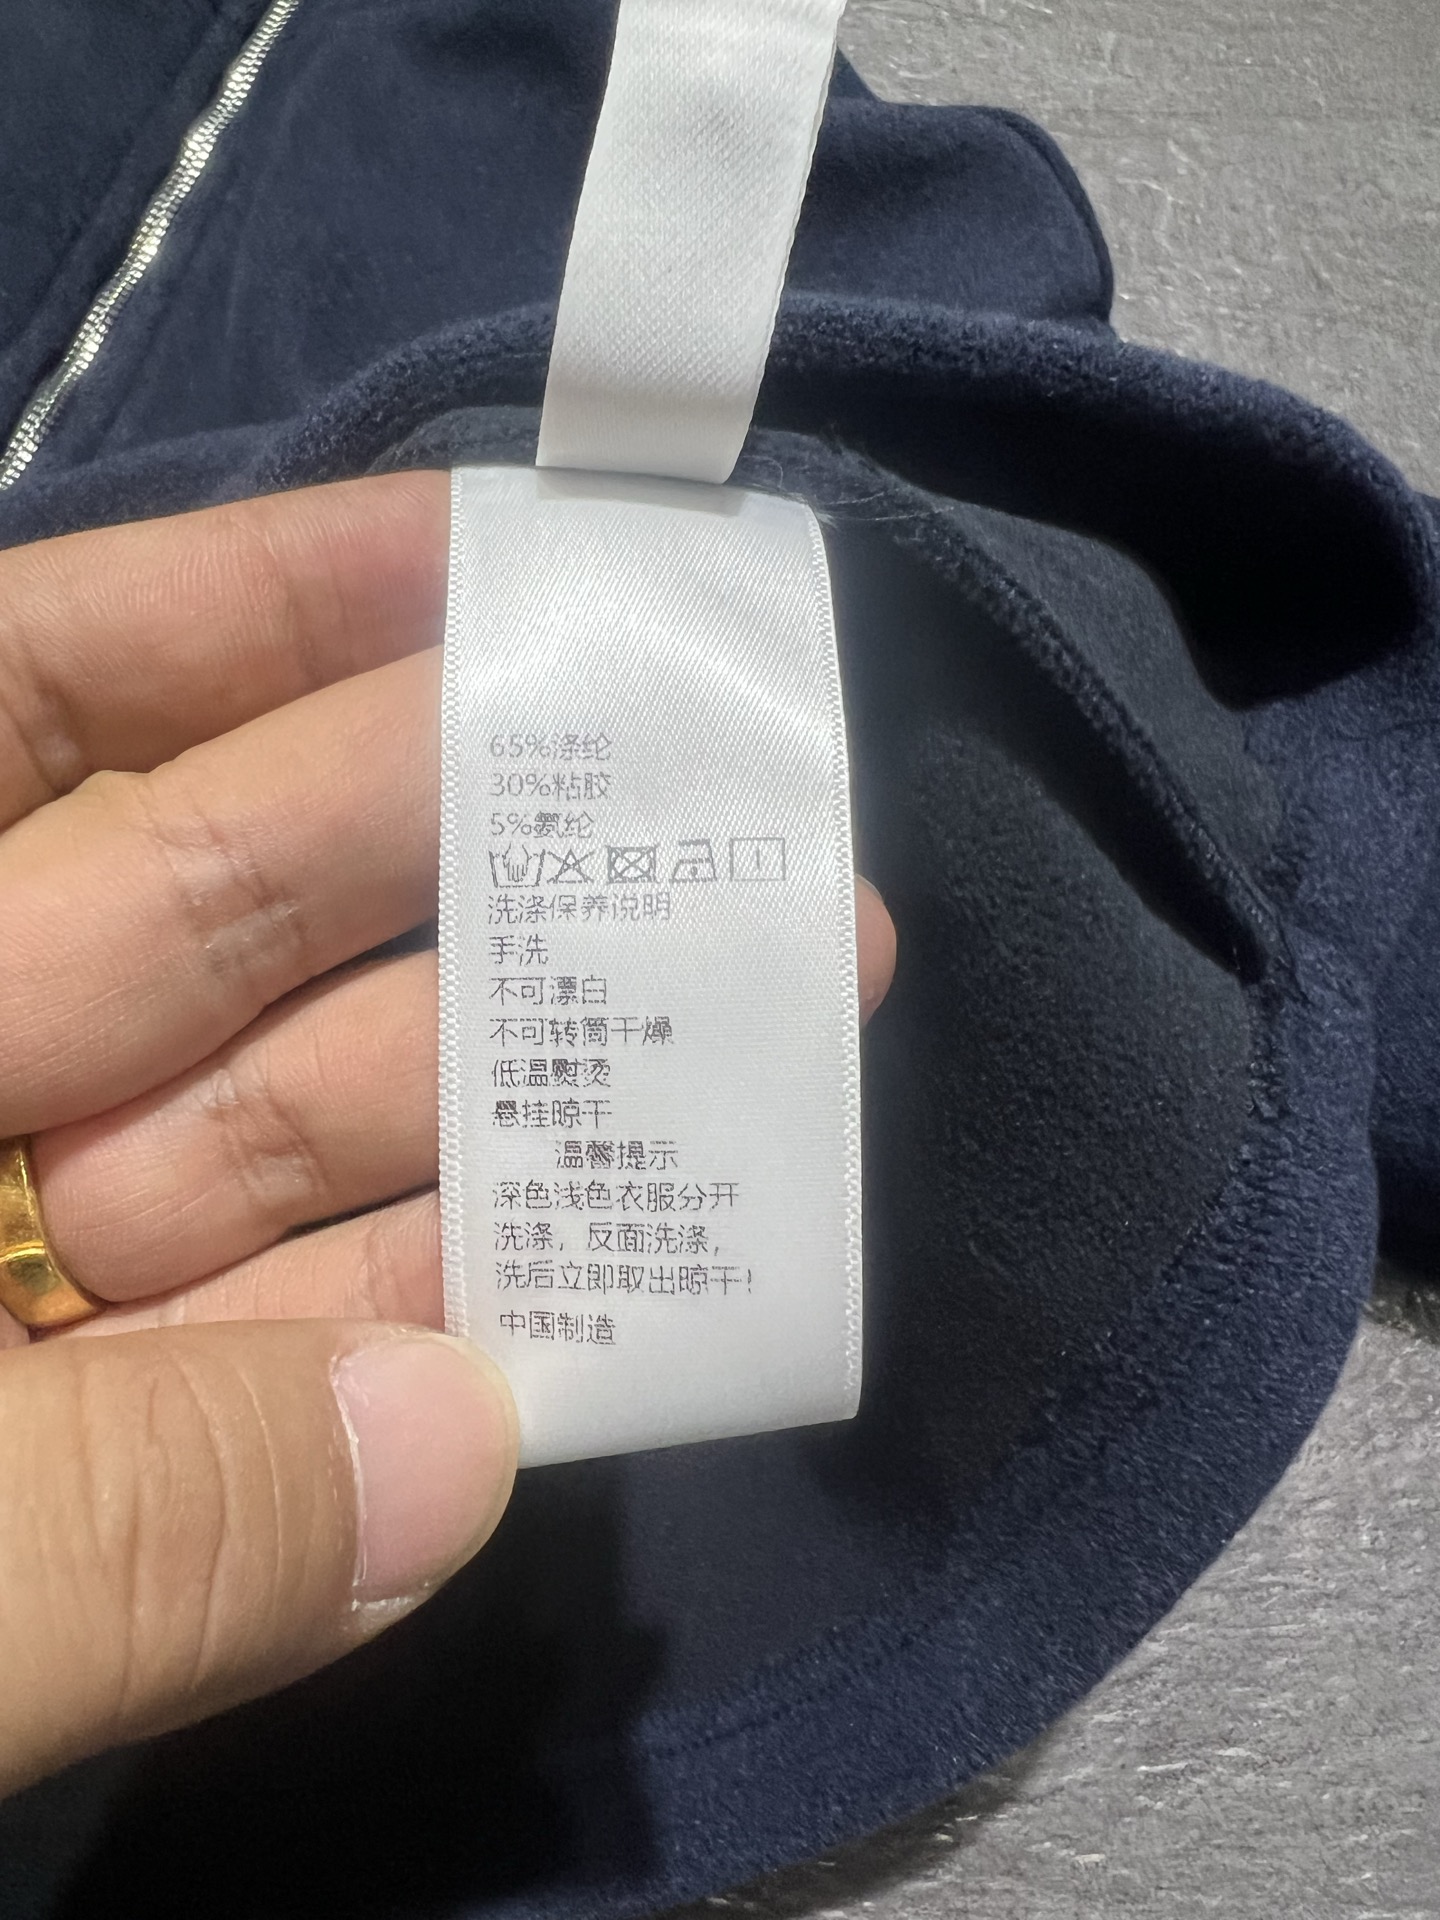 65%涤纶
30%粘胶
5%氨纶
洗涤保养说明
手洗
不可漂白
不可转筒干燥
低温熨烫
悬挂晾干
温馨提示
深色浅色衣服分开
洗涤，反面洗涤，
洗后立即取出晾干！
中国制造